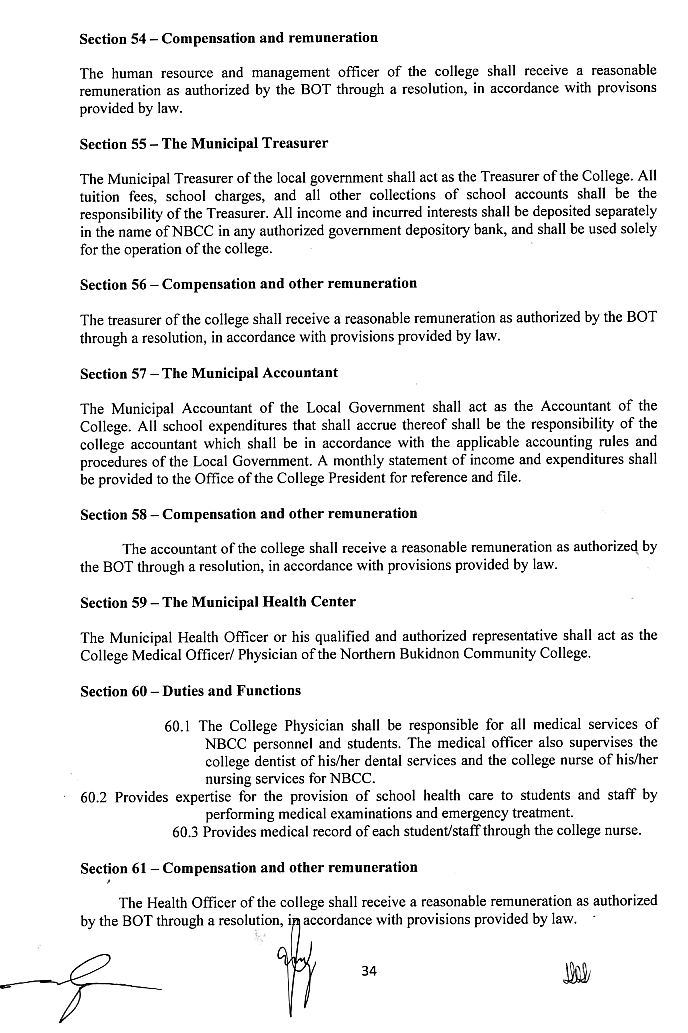 Section 54 – Compensation and remuneration
The human resource and management officer of the college shall receive a reasonable
remuneration as authorized by the BOT through a resolution, in accordance with provisons
provided by law.
Section 55 – The Municipal Treasurer
The Municipal Treasurer of the local government shall act as the Treasurer of the College. All
tuition fees, school charges, and all other collections of school accounts shall be the
responsibility of the Treasurer. All income and incurred interests shall be deposited separately
in the name of NBCC in any authorized government depository bank, and shall be used solely
for the operation of the college.
Section 56 – Compensation and other remuneration
The treasurer of the college shall receive a reasonable remuneration as authorized by the BOT
through a resolution, in accordance with provisions provided by law.
Section 57 – The Municipal Accountant
The Municipal Accountant of the Local Government shall act as the Accountant of the
College. All school expenditures that shall accrue thereof shall be the responsibility of the
college accountant which shall be in accordance with the applicable accounting rules and
procedures of the Local Government. A monthly statement of income and expenditures shall
be provided to the Office of the College President for reference and file.
Section 58 – Compensation and other remuneration
The accountant of the college shall receive a reasonable remuneration as authorized by
the BOT through a resolution, in accordance with provisions provided by law.
Section 59 – The Municipal Health Center
The Municipal Health Officer or his qualified and authorized representative shall act as the
College Medical Officer/ Physician of the Northern Bukidnon Community College.
Section 60 – Duties and Functions
60.1 The College Physician shall be responsible for all medical services of
NBCC personnel and students. The medical officer also supervises the
college dentist of his/her dental services and the college nurse of his/her
nursing services for NBCC.
60.2 Provides expertise for the provision of school health care to students and staff by
performing medical examinations and emergency treatment.
60.3 Provides medical record of each student/staff through the college nurse.
Section 61 – Compensation and other remuneration
The Health Officer of the college shall receive a reasonable remuneration as authorized
by the BOT through a resolution, in accordance with provisions provided by law.
34